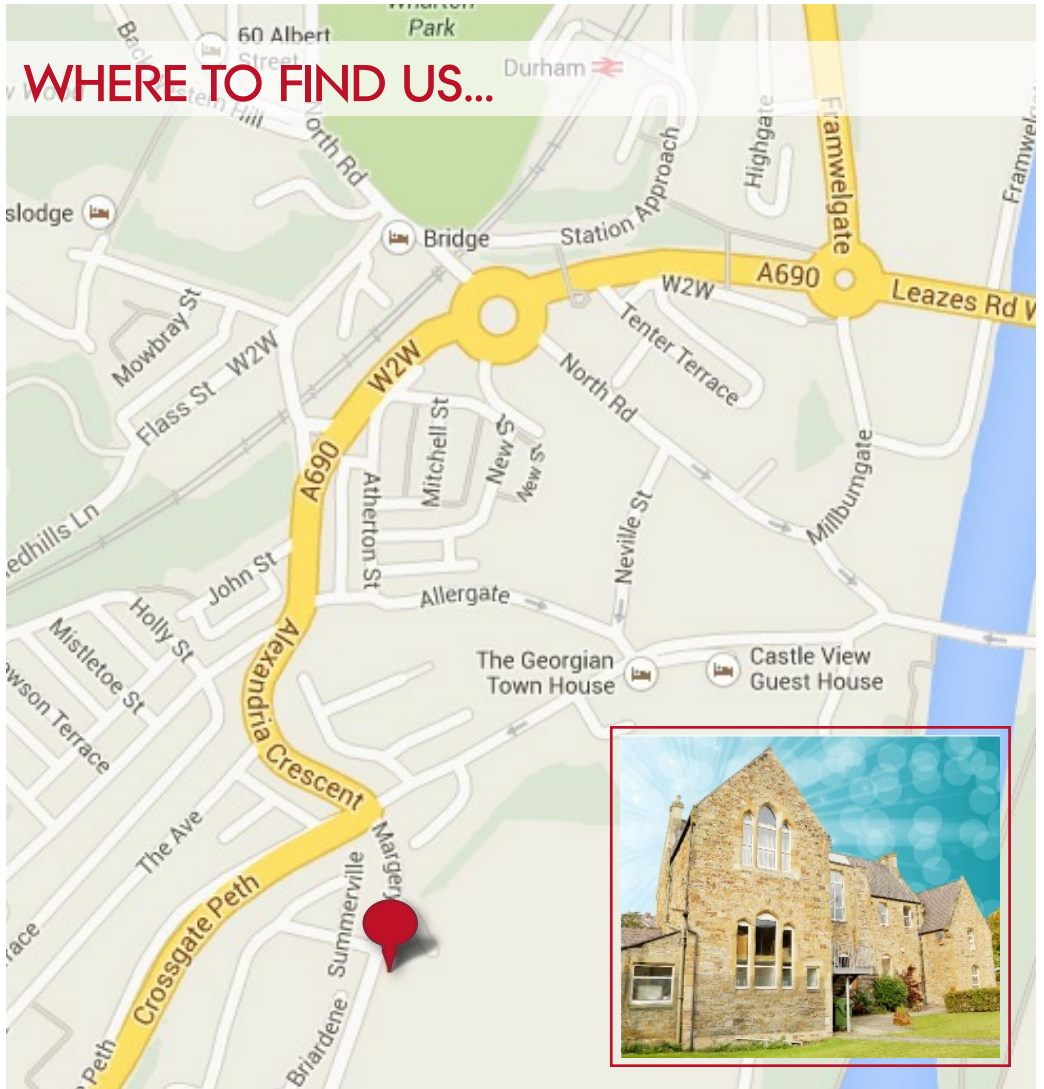 Wharton
Park
60 Albert
Street
WHERE TO FIND US...
Durham
North Rd
Highgate
Framwelgate
Station Approach
Bridge
A690
Leazes Rd
W2W
Tenter Terrace
Mowbray St
W2W
Flass St
W2W
North Rd
Mitchell St
New St
New St
A690
Atherton St
Neville St
Millburngate
John St
Allergate
Holly St
Mistletoe St
Alexandria Crescent
The Georgian
Town House
Castle View
Guest House
The Ave
Margery
Summerville
Crossgate Peth
Briardene
Peth